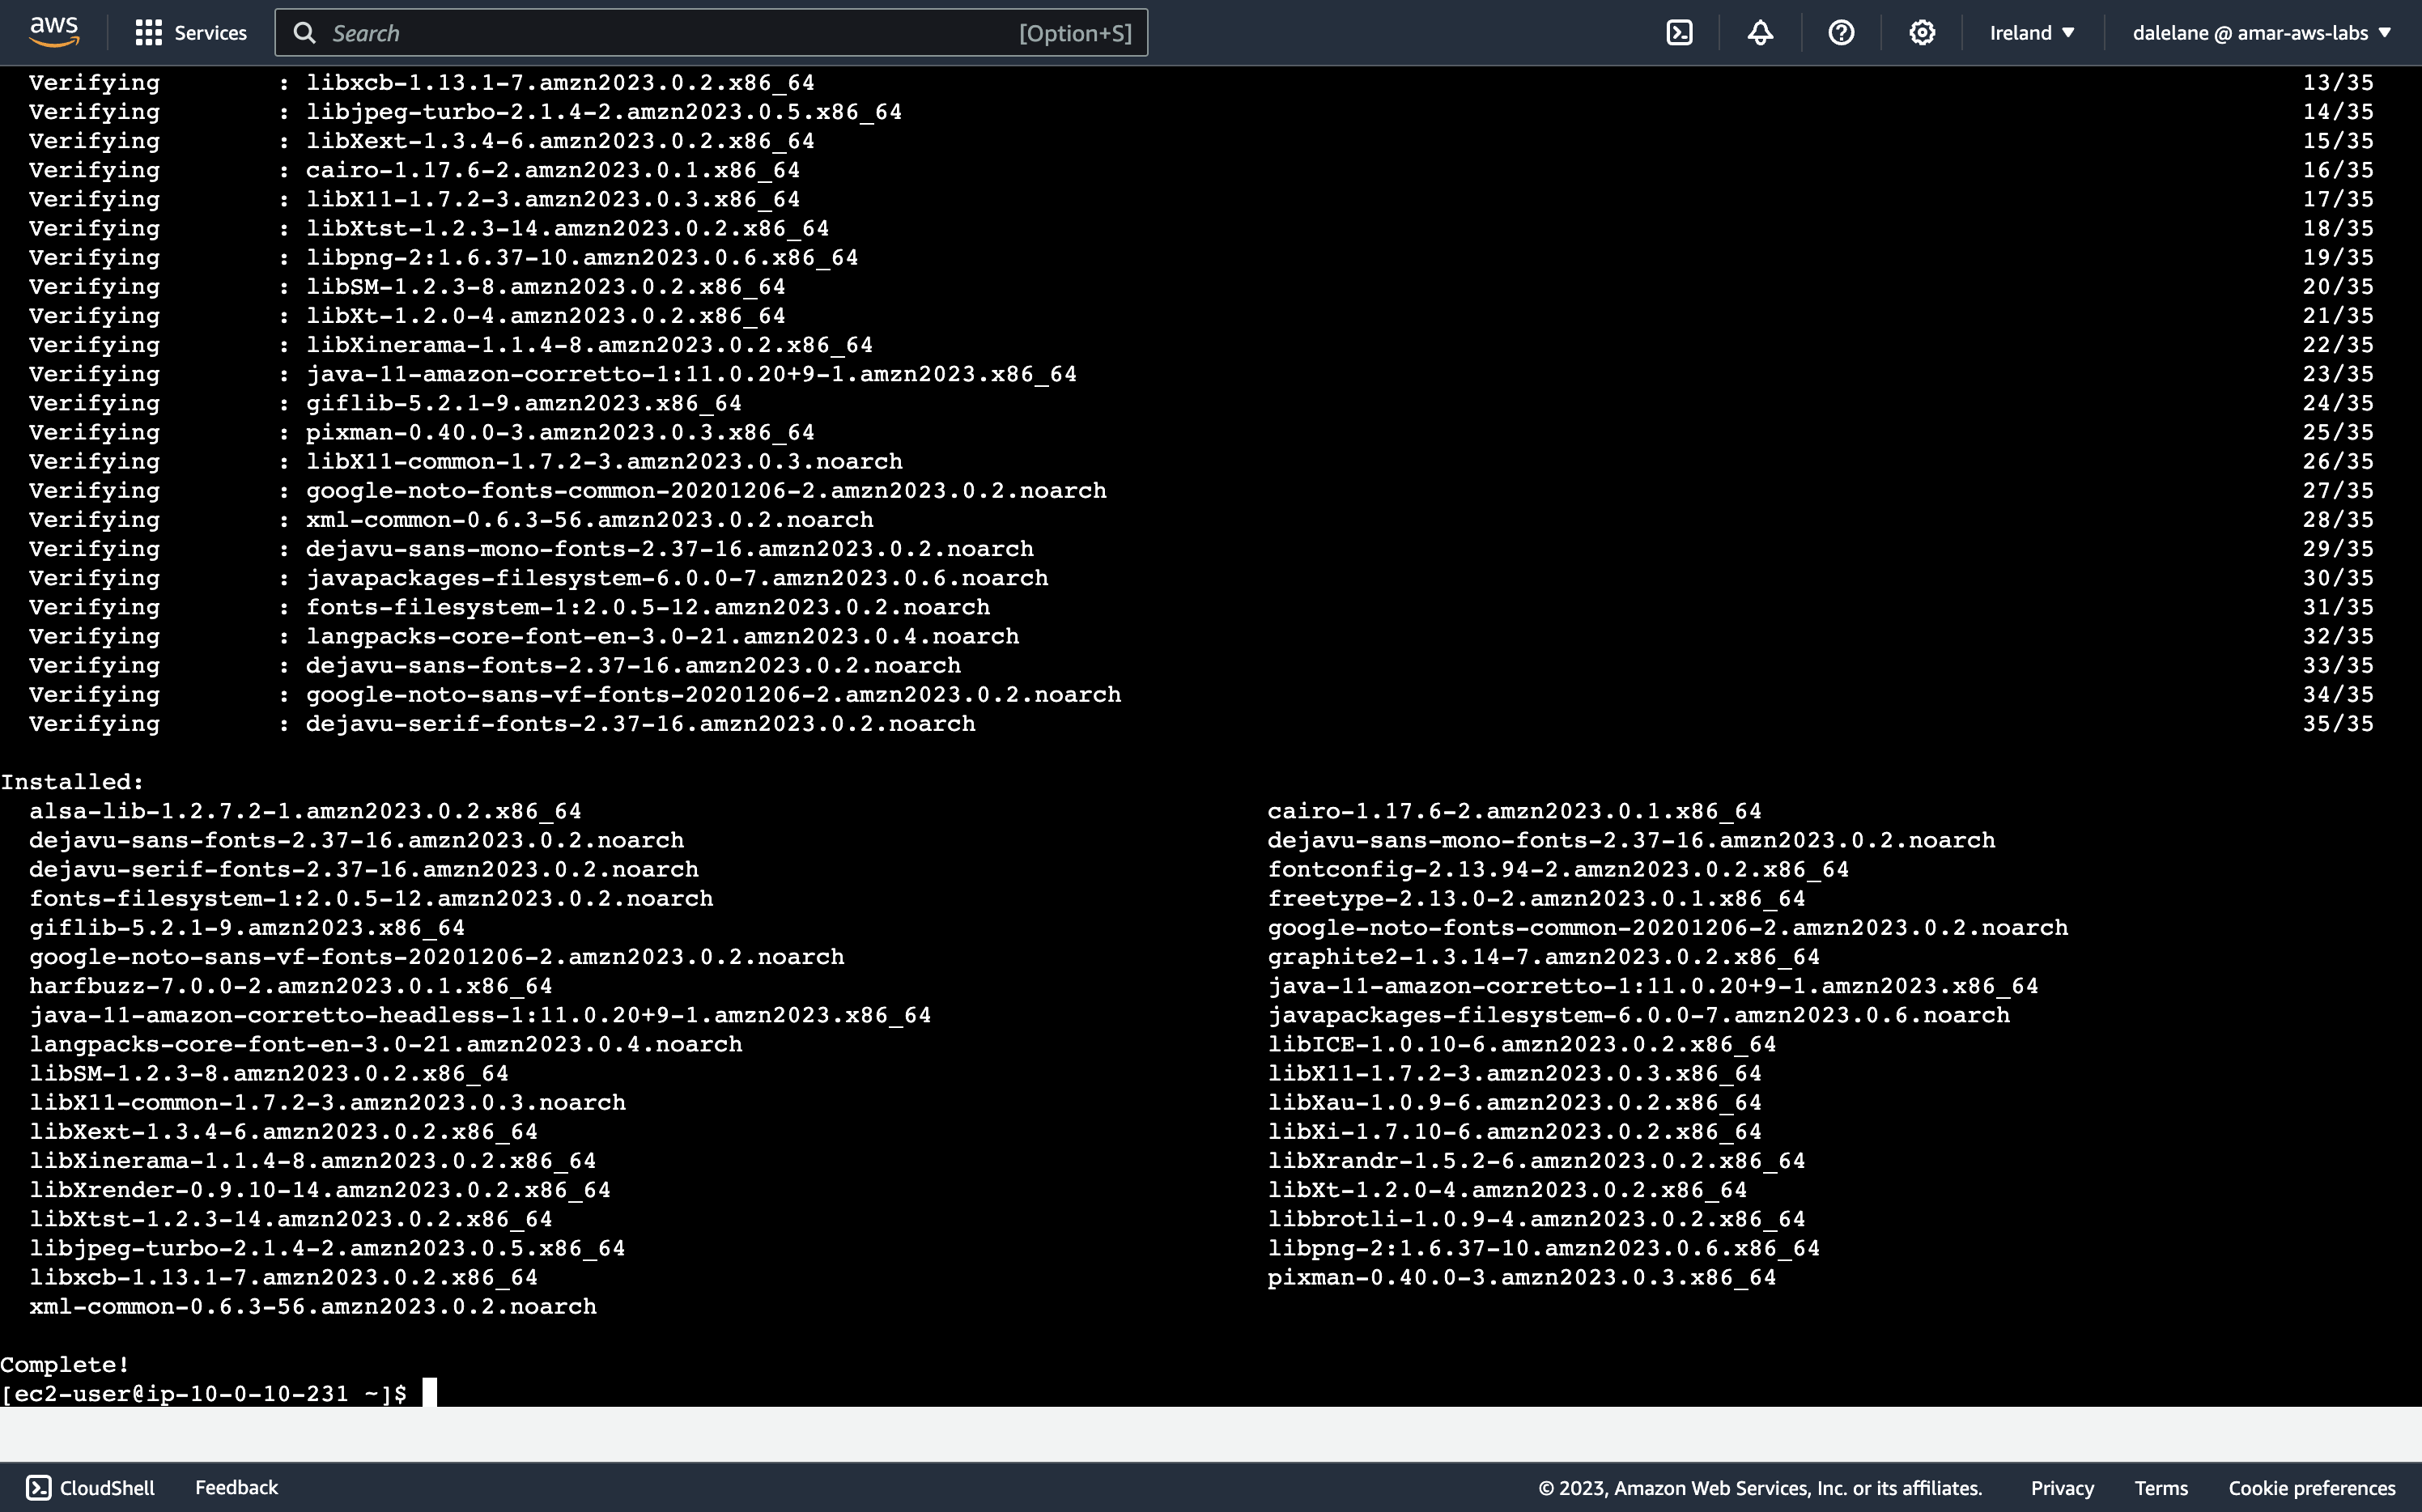 aws Services Search [Option+S] Ireland ▼ dalelane @ amar-aws-labs ▼
Verifying : libxcb-1.13.1-7.amzn2023.0.2.x86_64 13/35
Verifying : libjpeg-turbo-2.1.4-2.amzn2023.0.5.x86_64 14/35
Verifying : libXext-1.3.4-6.amzn2023.0.2.x86_64 15/35
Verifying : cairo-1.17.6-2.amzn2023.0.1.x86_64 16/35
Verifying : libX11-1.7.2-3.amzn2023.0.3.x86_64 17/35
Verifying : libXtst-1.2.3-14.amzn2023.0.2.x86_64 18/35
Verifying : libpng-2:1.6.37-10.amzn2023.0.6.x86_64 19/35
Verifying : libSM-1.2.3-8.amzn2023.0.2.x86_64 20/35
Verifying : libXt-1.2.0-4.amzn2023.0.2.x86_64 21/35
Verifying : libXinerama-1.1.4-8.amzn2023.0.2.x86_64 22/35
Verifying : java-11-amazon-corretto-1:11.0.20+9-1.amzn2023.x86_64 23/35
Verifying : giflib-5.2.1-9.amzn2023.x86_64 24/35
Verifying : pixman-0.40.0-3.amzn2023.0.3.x86_64 25/35
Verifying : libX11-common-1.7.2-3.amzn2023.0.3.noarch 26/35
Verifying : google-noto-fonts-common-20201206-2.amzn2023.0.2.noarch 27/35
Verifying : xml-common-0.6.3-56.amzn2023.0.2.noarch 28/35
Verifying : dejavu-sans-mono-fonts-2.37-16.amzn2023.0.2.noarch 29/35
Verifying : javapackages-filesystem-6.0.0-7.amzn2023.0.6.noarch 30/35
Verifying : fonts-filesystem-1:2.0.5-12.amzn2023.0.2.noarch 31/35
Verifying : langpacks-core-font-en-3.0-21.amzn2023.0.4.noarch 32/35
Verifying : dejavu-sans-fonts-2.37-16.amzn2023.0.2.noarch 33/35
Verifying : google-noto-sans-vf-fonts-20201206-2.amzn2023.0.2.noarch 34/35
Verifying : dejavu-serif-fonts-2.37-16.amzn2023.0.2.noarch 35/35
Installed:
alsa-lib-1.2.7.2-1.amzn2023.0.2.x86_64 cairo-1.17.6-2.amzn2023.0.1.x86_64
dejavu-sans-fonts-2.37-16.amzn2023.0.2.noarch dejavu-sans-mono-fonts-2.37-16.amzn2023.0.2.noarch
dejavu-serif-fonts-2.37-16.amzn2023.0.2.noarch fontconfig-2.13.94-2.amzn2023.0.2.x86_64
fonts-filesystem-1:2.0.5-12.amzn2023.0.2.noarch freetype-2.13.0-2.amzn2023.0.1.x86_64
giflib-5.2.1-9.amzn2023.x86_64 google-noto-fonts-common-20201206-2.amzn2023.0.2.noarch
google-noto-sans-vf-fonts-20201206-2.amzn2023.0.2.noarch graphite2-1.3.14-7.amzn2023.0.2.x86_64
harfbuzz-7.0.0-2.amzn2023.0.1.x86_64 java-11-amazon-corretto-1:11.0.20+9-1.amzn2023.x86_64
java-11-amazon-corretto-headless-1:11.0.20+9-1.amzn2023.x86_64 javapackages-filesystem-6.0.0-7.amzn2023.0.6.noarch
langpacks-core-font-en-3.0-21.amzn2023.0.4.noarch libICE-1.0.10-6.amzn2023.0.2.x86_64
libSM-1.2.3-8.amzn2023.0.2.x86_64 libX11-1.7.2-3.amzn2023.0.3.x86_64
libX11-common-1.7.2-3.amzn2023.0.3.noarch libXau-1.0.9-6.amzn2023.0.2.x86_64
libXext-1.3.4-6.amzn2023.0.2.x86_64 libXi-1.7.10-6.amzn2023.0.2.x86_64
libXinerama-1.1.4-8.amzn2023.0.2.x86_64 libXrandr-1.5.2-6.amzn2023.0.2.x86_64
libXrender-0.9.10-14.amzn2023.0.2.x86_64 libXt-1.2.0-4.amzn2023.0.2.x86_64
libXtst-1.2.3-14.amzn2023.0.2.x86_64 libbrotli-1.0.9-4.amzn2023.0.2.x86_64
libjpeg-turbo-2.1.4-2.amzn2023.0.5.x86_64 libpng-2:1.6.37-10.amzn2023.0.6.x86_64
libxcb-1.13.1-7.amzn2023.0.2.x86_64 pixman-0.40.0-3.amzn2023.0.3.x86_64
xml-common-0.6.3-56.amzn2023.0.2.noarch
Complete!
[ec2-user@ip-10-0-10-231 ~]$
CloudShell Feedback © 2023, Amazon Web Services, Inc. or its affiliates. Privacy Terms Cookie preferences